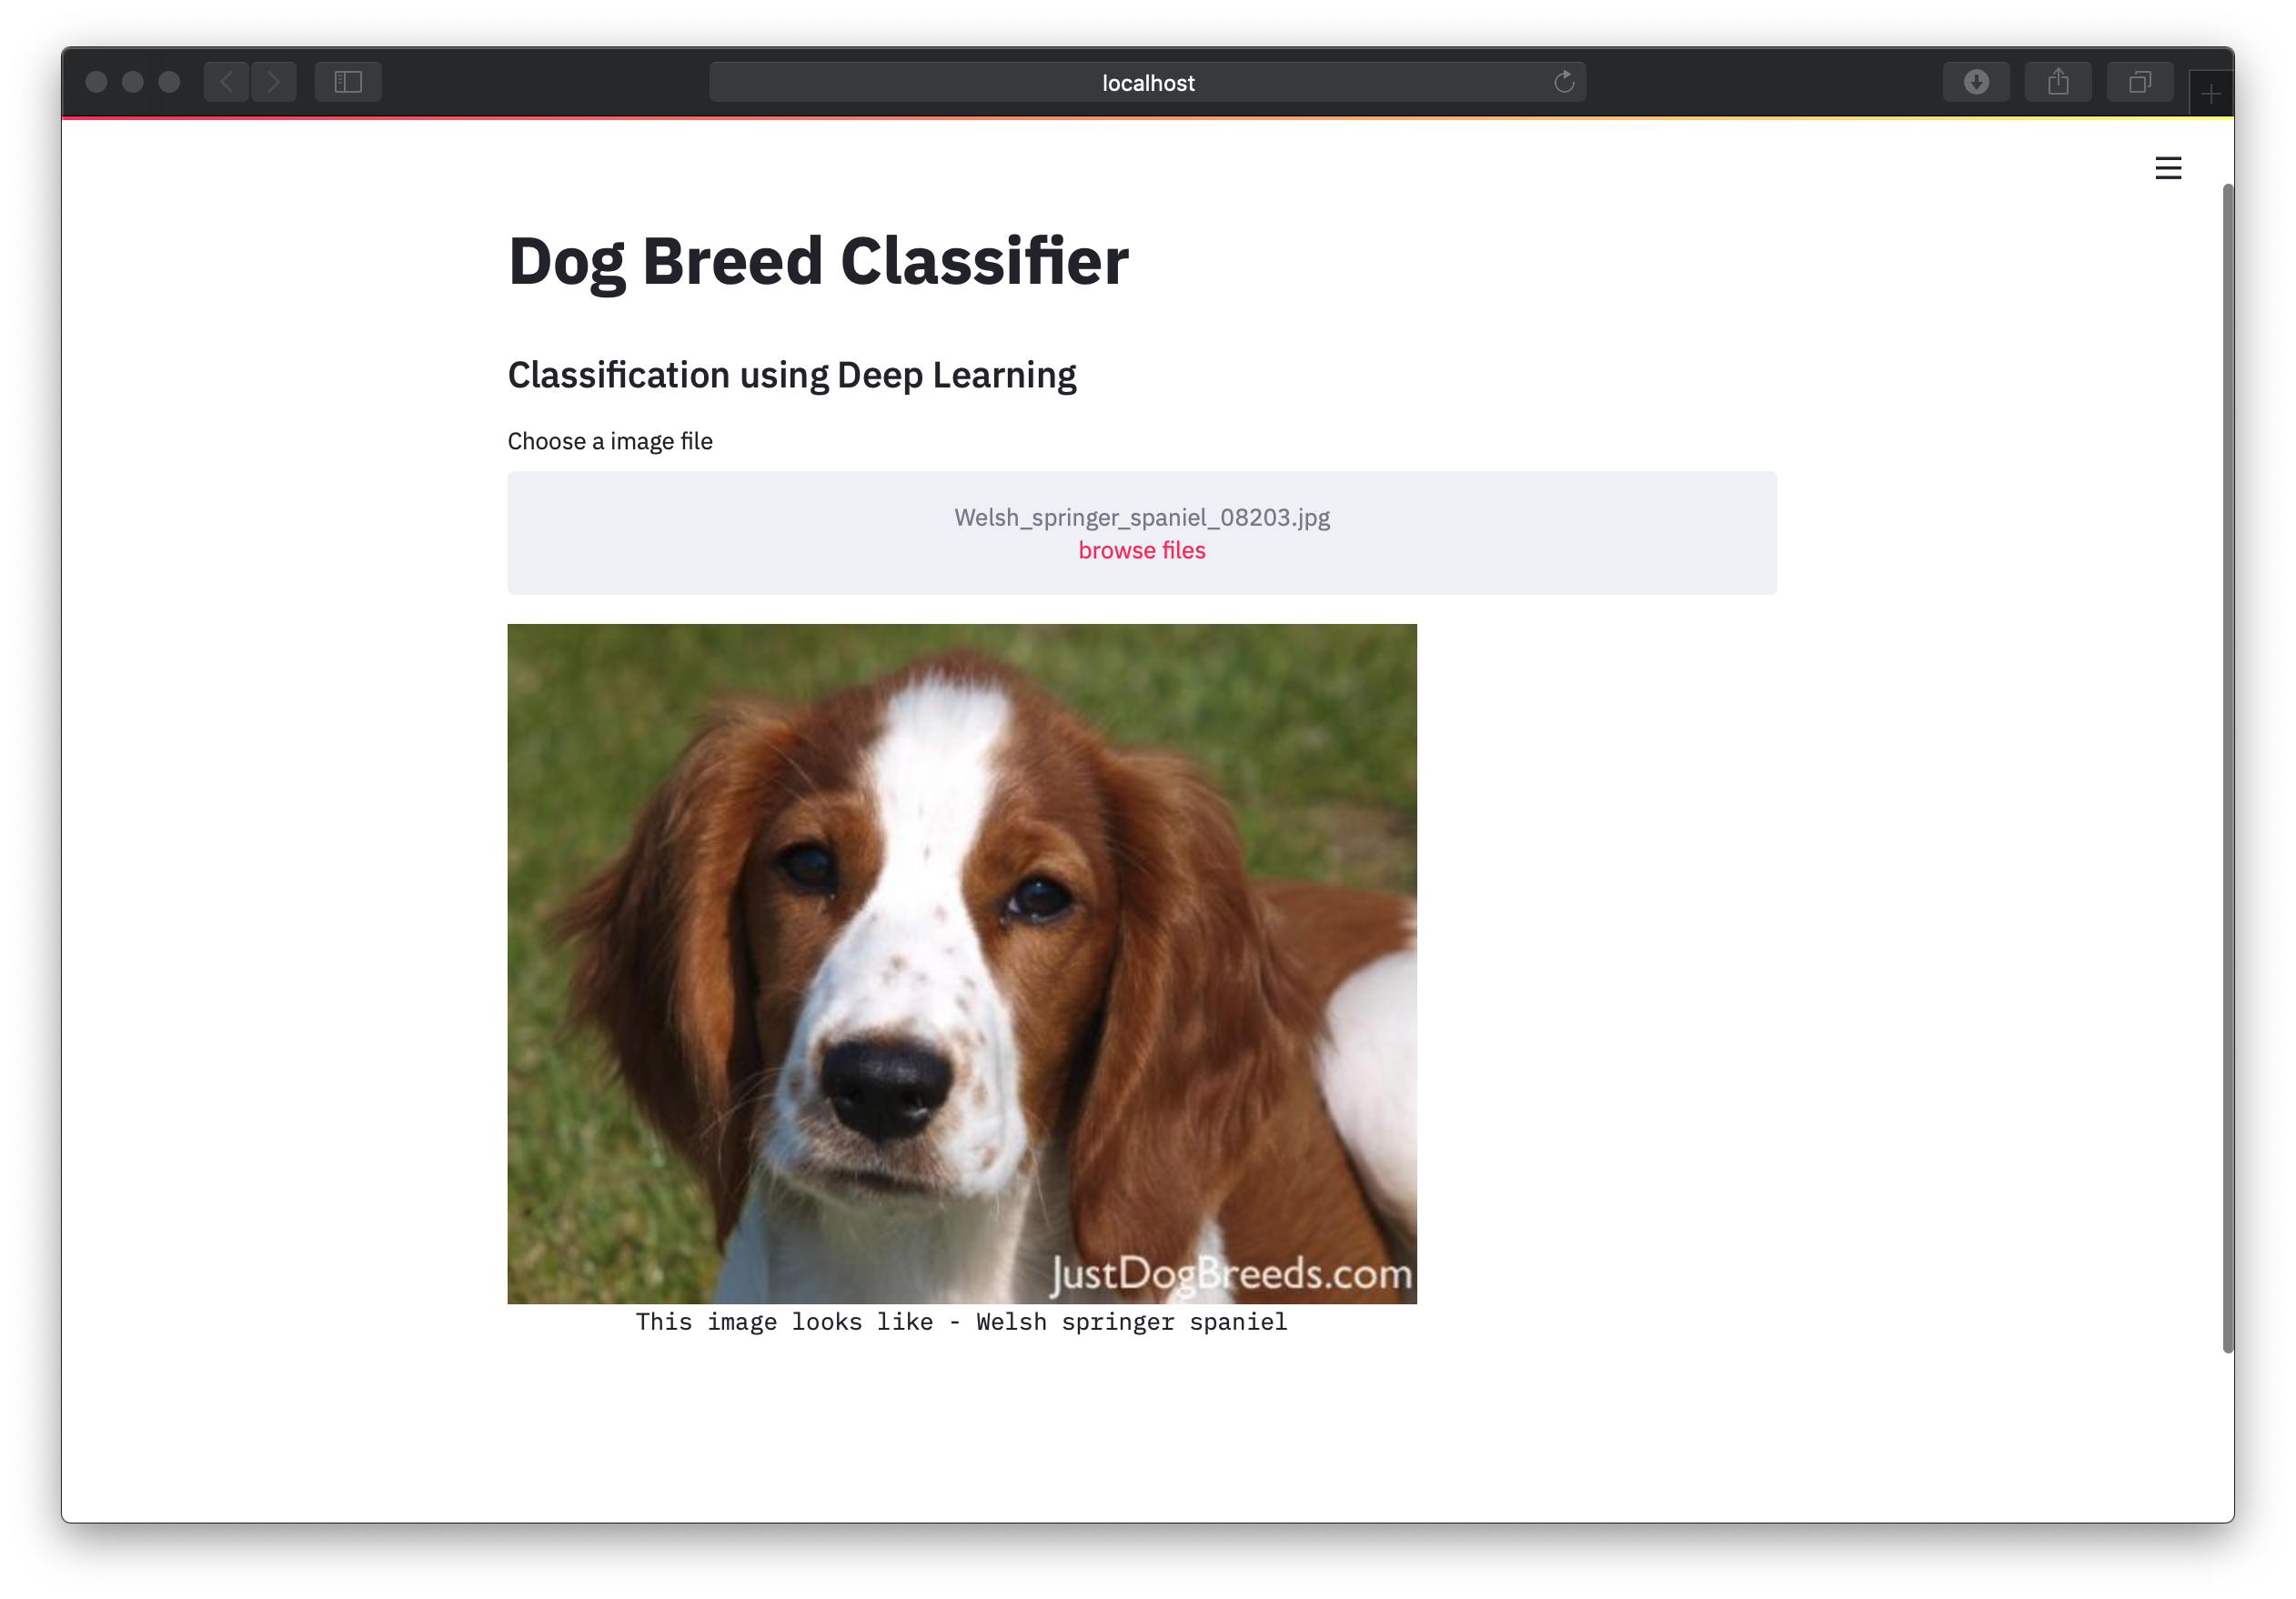 localhost
Dog Breed Classifier
Classification using Deep Learning
Choose a image file
Welsh_springer_spaniel_08203.jpg
browse files
JustDogBreeds.com
This image looks like - Welsh springer spaniel